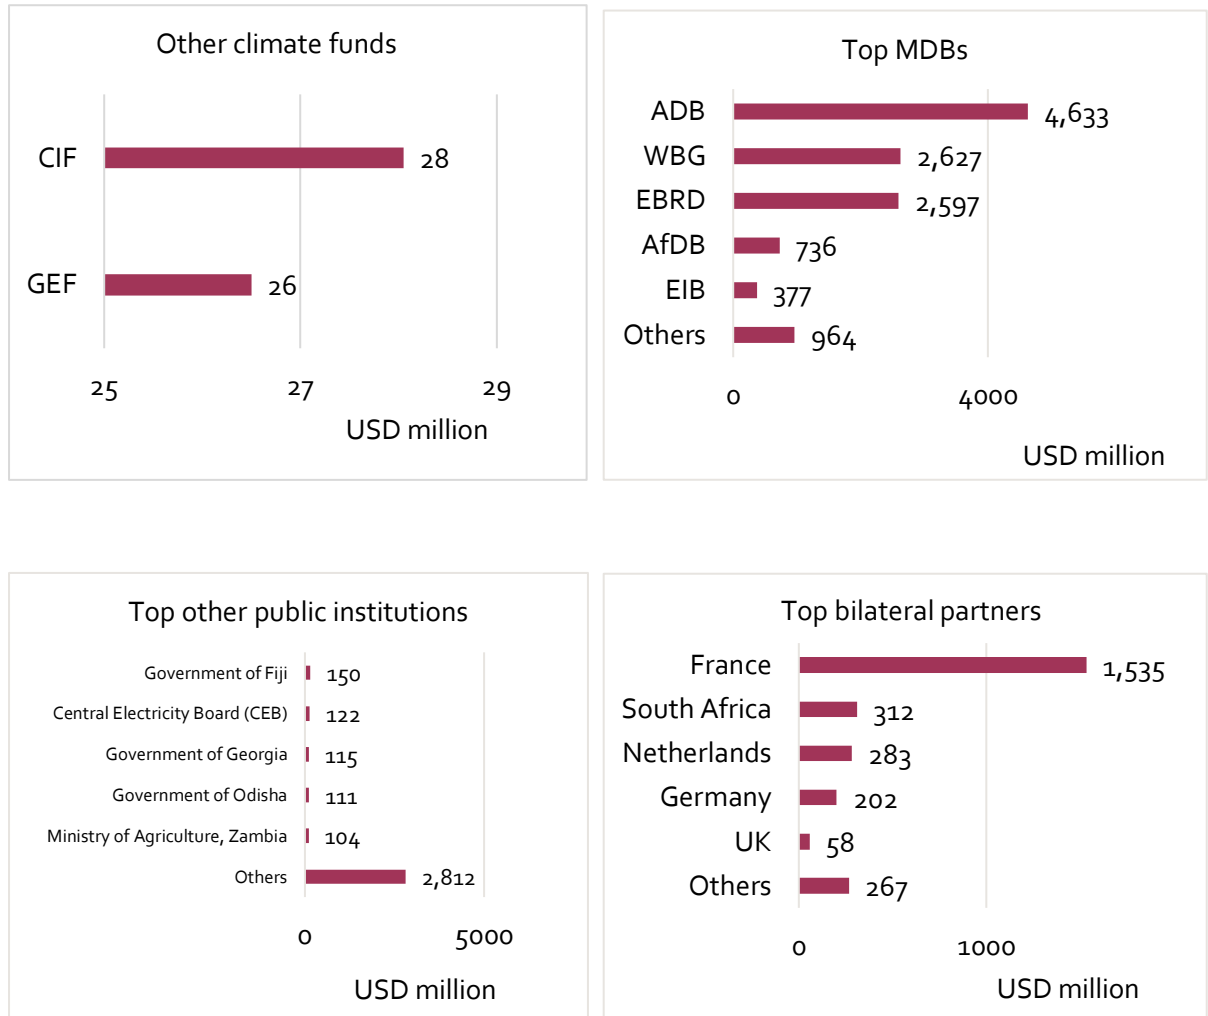 Other climate funds
CIF
28
GEF
26
25
27
29
USD million
Top MDBs
ADB
4,633
WBG
2,627
EBRD
2,597
AfDB
736
EIB
377
Others
964
0
4000
USD million
Top other public institutions
Government of Fiji
150
Central Electricity Board (CEB)
122
Government of Georgia
115
Government of Odisha
111
Ministry of Agriculture, Zambia
104
Others
2,812
0
5000
USD million
Top bilateral partners
France
1,535
South Africa
312
Netherlands
283
Germany
202
UK
58
Others
267
0
1000
USD million